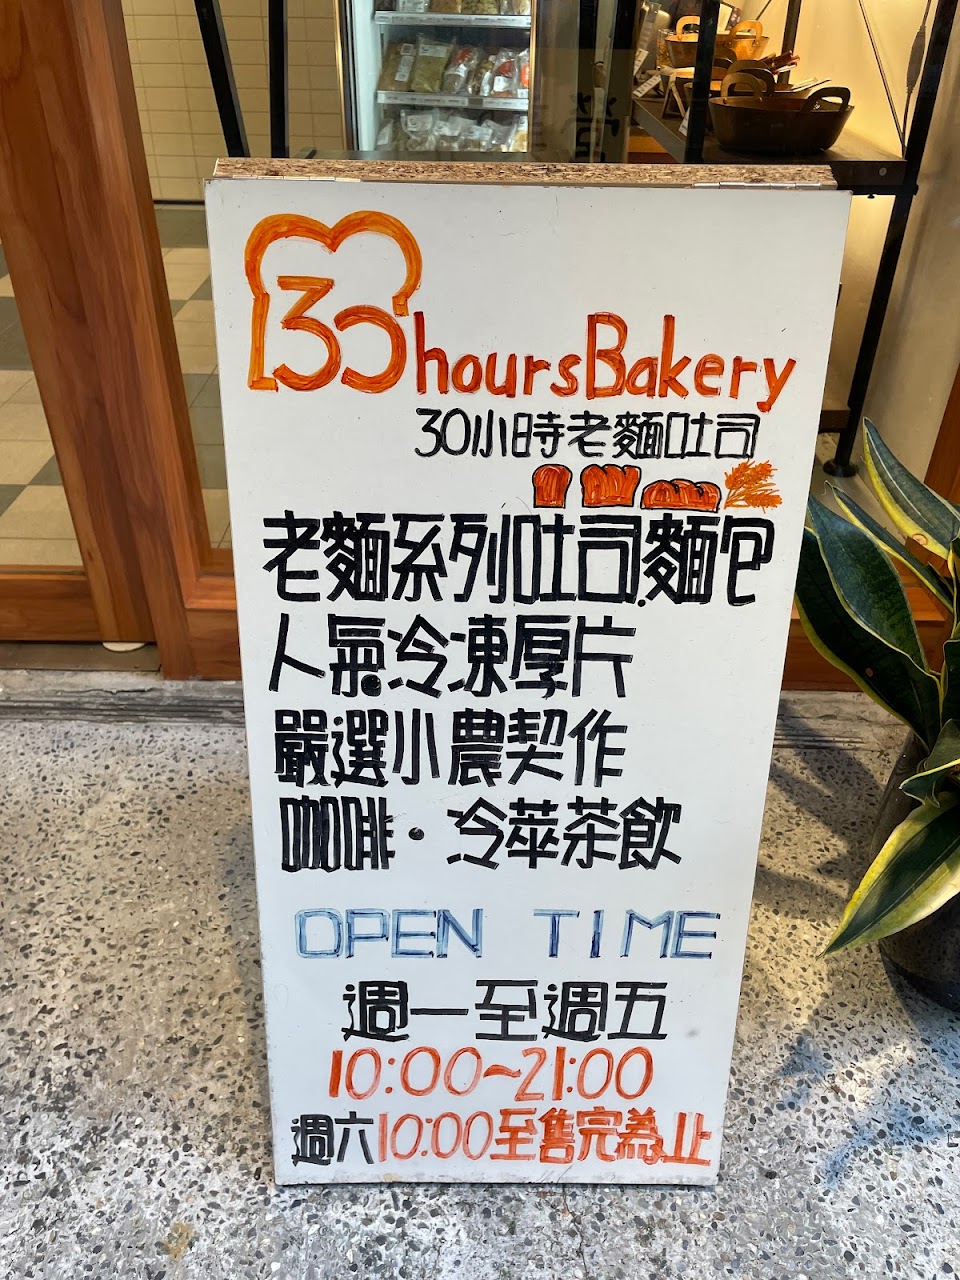 30hoursBakery
30小時老麵吐司
老麵系列吐司.麵包
人氣冷凍厚片
嚴選小農契作
咖啡·冷萃茶飲
OPEN TIME
週一至週五
10:00~21:00
週六10:00至售完為止